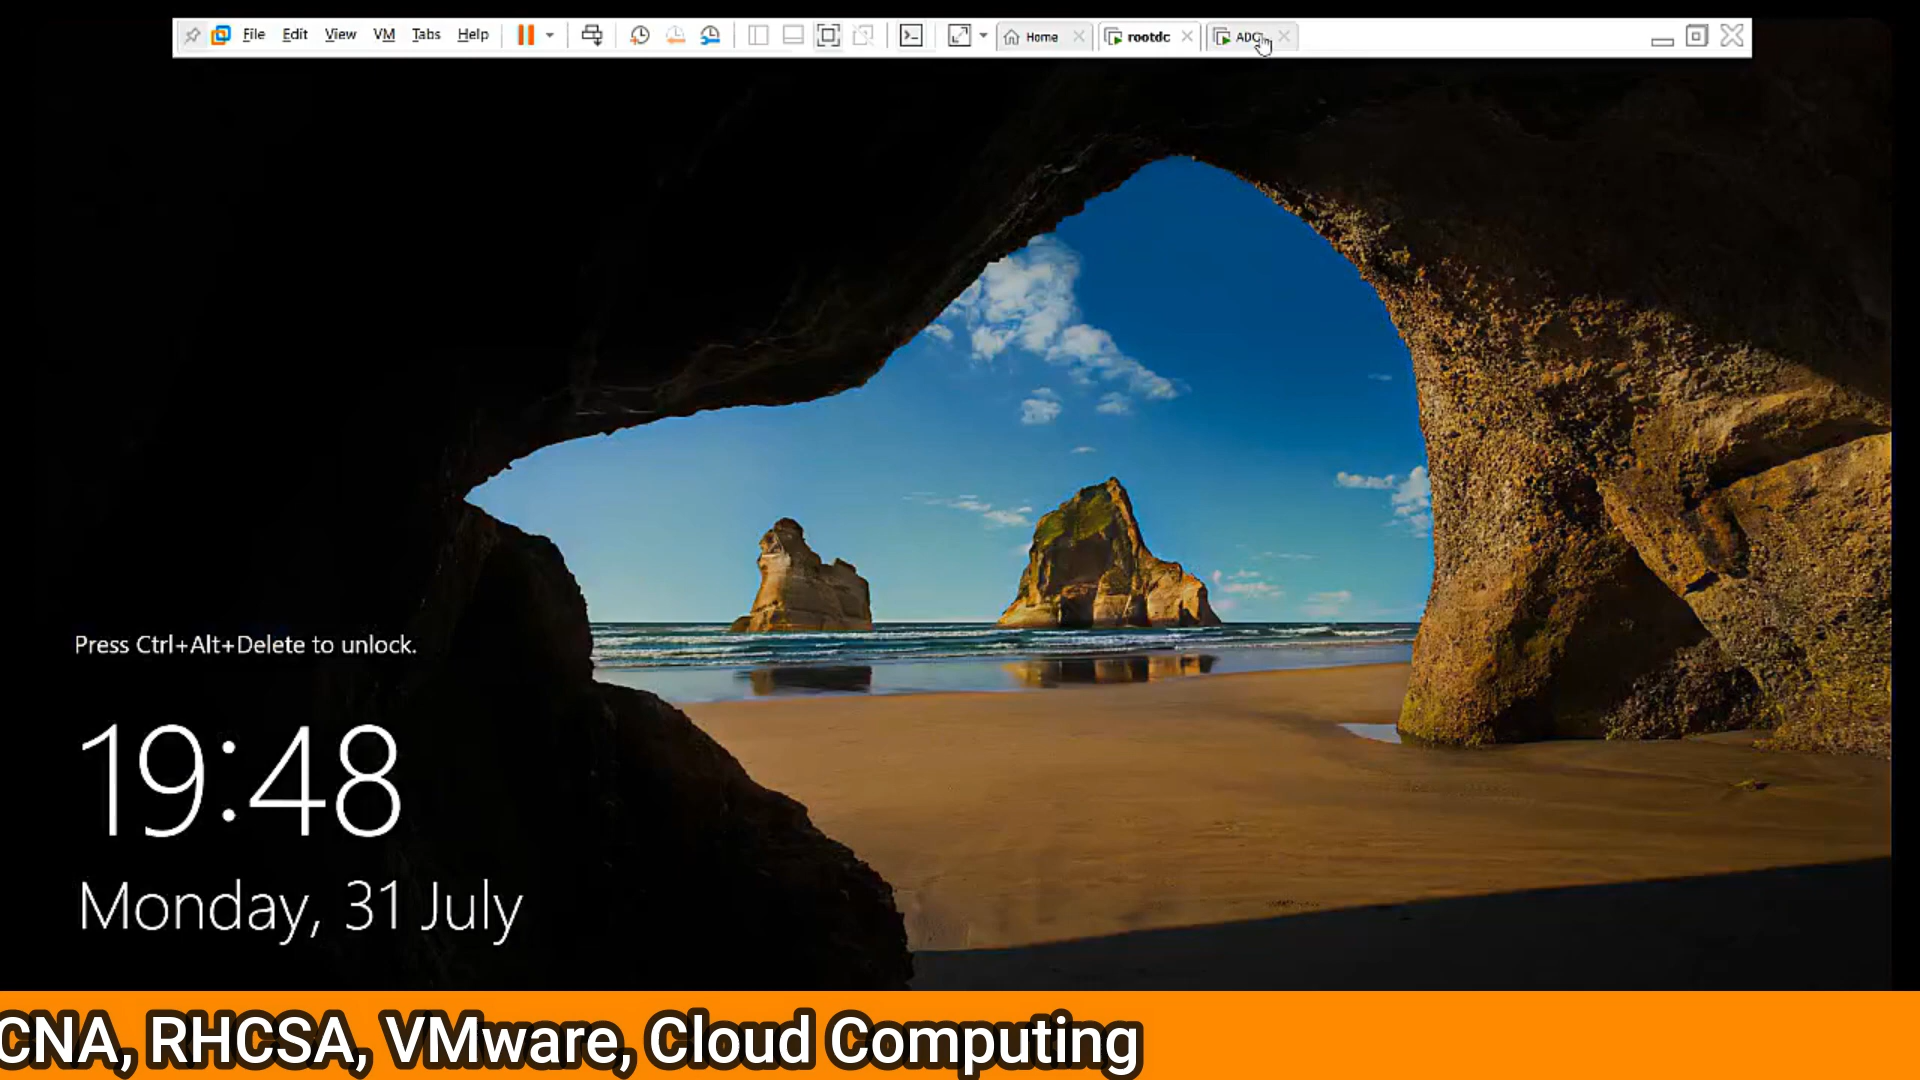 File Edit View VM Tabs Help Home rootdc ADC
Press Ctrl+Alt+Delete to unlock.
19:48
Monday, 31 July
CNA, RHCSA, VMware, Cloud Computing